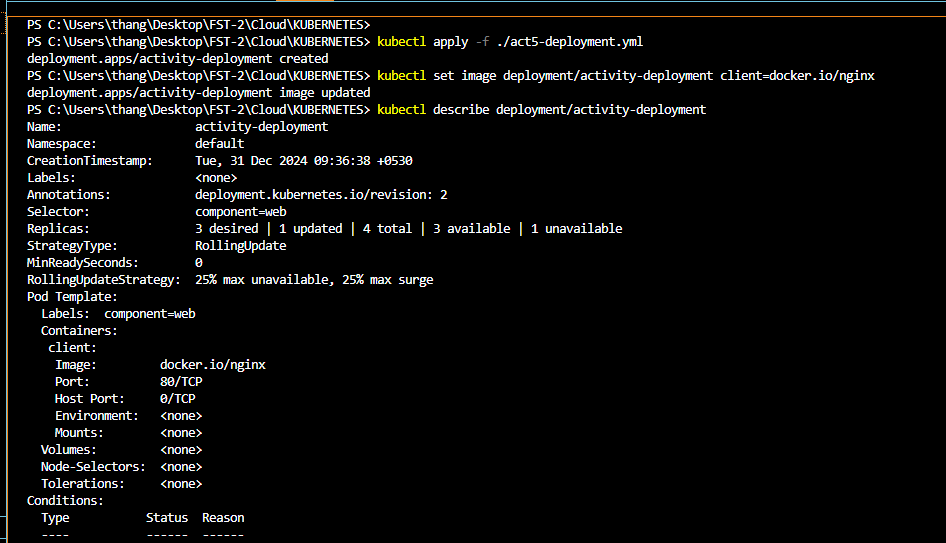 PS C:\Users\thang\Desktop\FST-2\Cloud\KUBERNETES>
PS C:\Users\thang\Desktop\FST-2\Cloud\KUBERNETES> kubectl apply -f ./act5-deployment.yml
deployment.apps/activity-deployment created
PS C:\Users\thang\Desktop\FST-2\Cloud\KUBERNETES> kubectl set image deployment/activity-deployment client=docker.io/nginx
deployment.apps/activity-deployment image updated
PS C:\Users\thang\Desktop\FST-2\Cloud\KUBERNETES> kubectl describe deployment/activity-deployment
Name:                   activity-deployment
Namespace:              default
CreationTimestamp:      Tue, 31 Dec 2024 09:36:38 +0530
Labels:                 <none>
Annotations:            deployment.kubernetes.io/revision: 2
Selector:               component=web
Replicas:               3 desired | 1 updated | 4 total | 3 available | 1 unavailable
StrategyType:           RollingUpdate
MinReadySeconds:        0
RollingUpdateStrategy:  25% max unavailable, 25% max surge
Pod Template:
  Labels:  component=web
  Containers:
   client:
    Image:         docker.io/nginx
    Port:          80/TCP
    Host Port:     0/TCP
    Environment:   <none>
    Mounts:        <none>
  Volumes:         <none>
  Node-Selectors:  <none>
  Tolerations:     <none>
Conditions:
  Type           Status  Reason
  ----           ------  ------